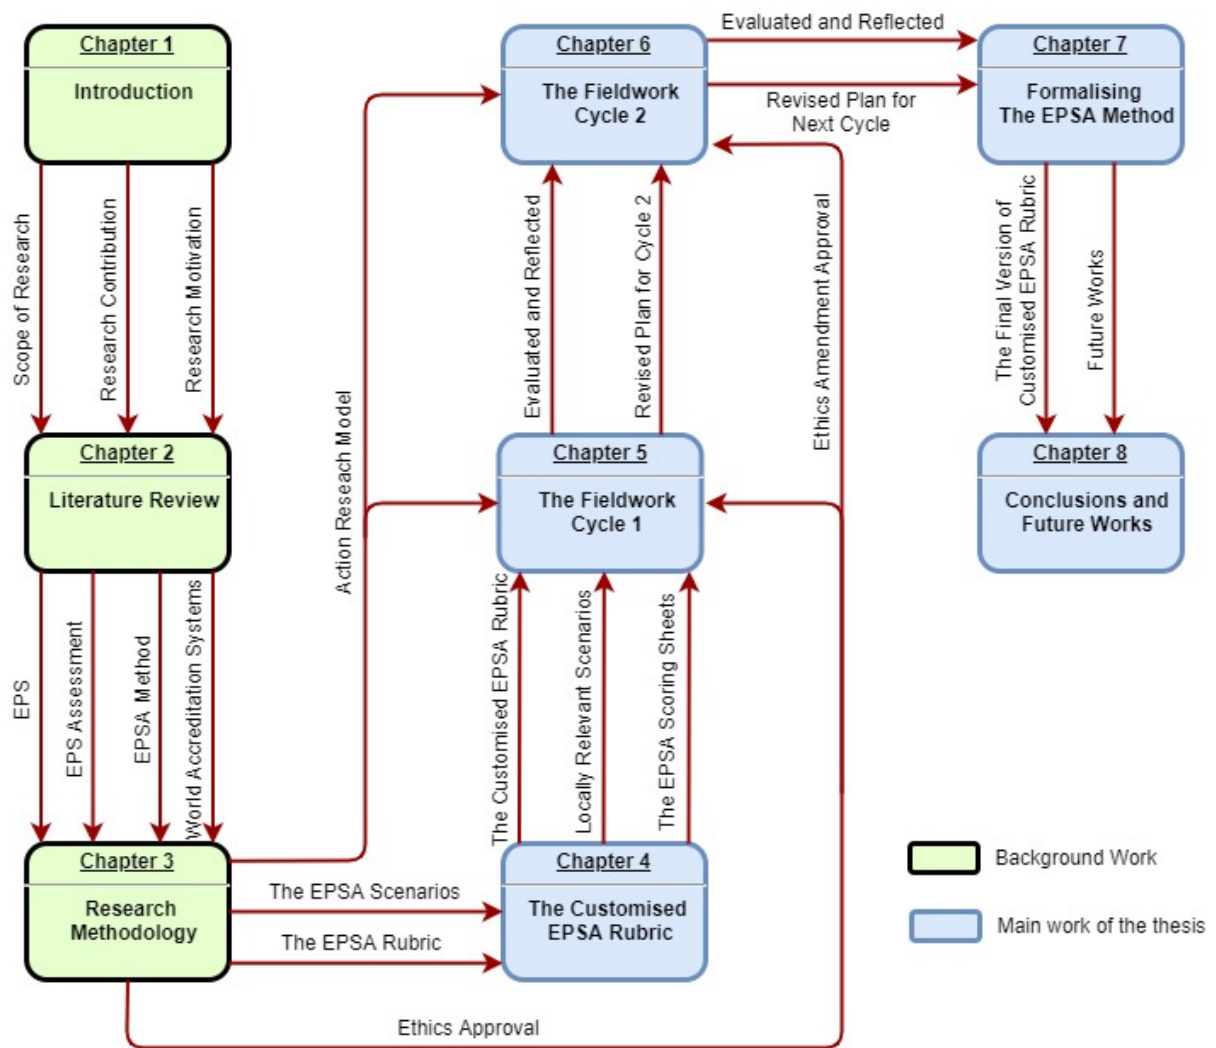 Chapter 1
Introduction
Scope of Research
Research Contribution
Research Motivation
Chapter 2
Literature Review
EPS
EPS Assessment
EPSA Method
World Accreditation Systems
Chapter 3
Research
Methodology
Action Reseach Model
The EPSA Scenarios
The EPSA Rubric
Ethics Approval
Chapter 4
The Customised
EPSA Rubric
The Customised EPSA Rubric
Locally Relevant Scenarios
The EPSA Scoring Sheets
Chapter 5
The Fieldwork
Cycle 1
Evaluated and Reflected
Revised Plan for Cycle 2
Ethics Amendment Approval
Chapter 6
The Fieldwork
Cycle 2
Evaluated and Reflected
Revised Plan for
Next Cycle
Chapter 7
Formalising
The EPSA Method
The Final Version of
Customised EPSA Rubric
Future Works
Chapter 8
Conclusions and
Future Works
Background Work
Main work of the thesis